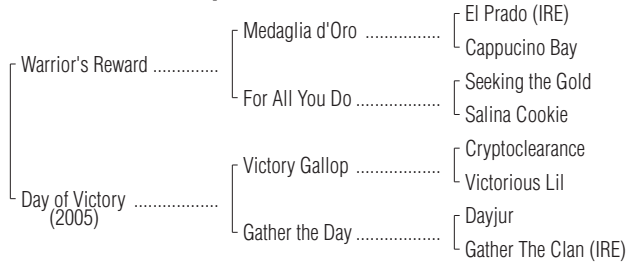 El Prado (IRE)
Medaglia d'Oro ................
Cappucino Bay
Warrior's Reward ..............
Seeking the Gold
For All You Do ....................
Salina Cookie
Cryptoclearance
Victory Gallop ....................
Victorious Lil
Day of Victory .................
(2005)
Dayjur
Gather the Day ....................
Gather The Clan (IRE)